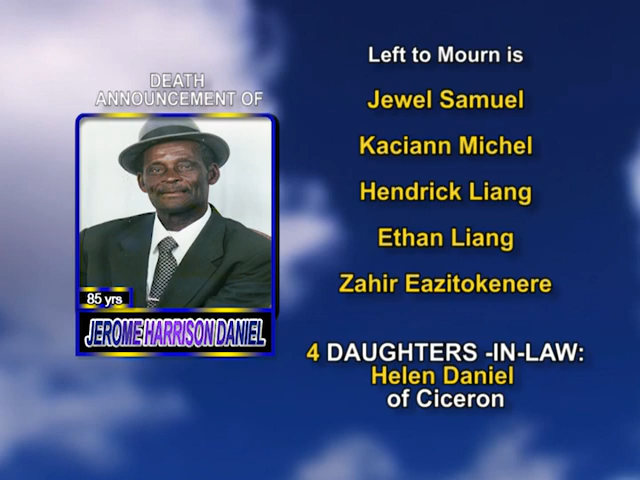 DEATH
ANNOUNCEMENT OF
85 yrs
JEROME HARRISON DANIEL
Left to Mourn is
Jewel Samuel
Kaciann Michel
Hendrick Liang
Ethan Liang
Zahir Eazitokenere
4 DAUGHTERS -IN-LAW:
Helen Daniel
of Ciceron